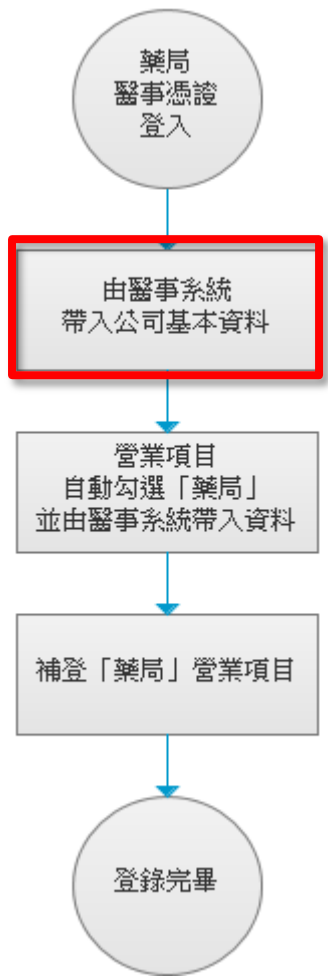 藥局
醫事憑證
登入
由醫事系統
帶入公司基本資料
營業項目
自動勾選「藥局」
並由醫事系統帶入資料
補登「藥局」營業項目
登錄完畢